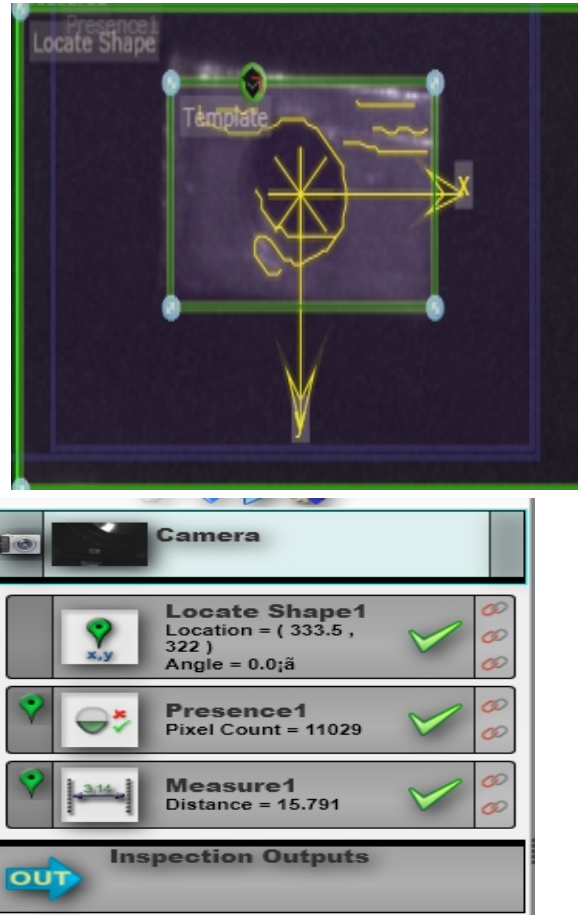 Presence1
Locate Shape
Template
X
y
Camera
Locate Shape1
Location = ( 333.5 ,
322 )
Angle = 0.0¡ã
x,y
Presence1
Pixel Count = 11029
3.14
Measure1
Distance = 15.791
Inspection Outputs
OUT